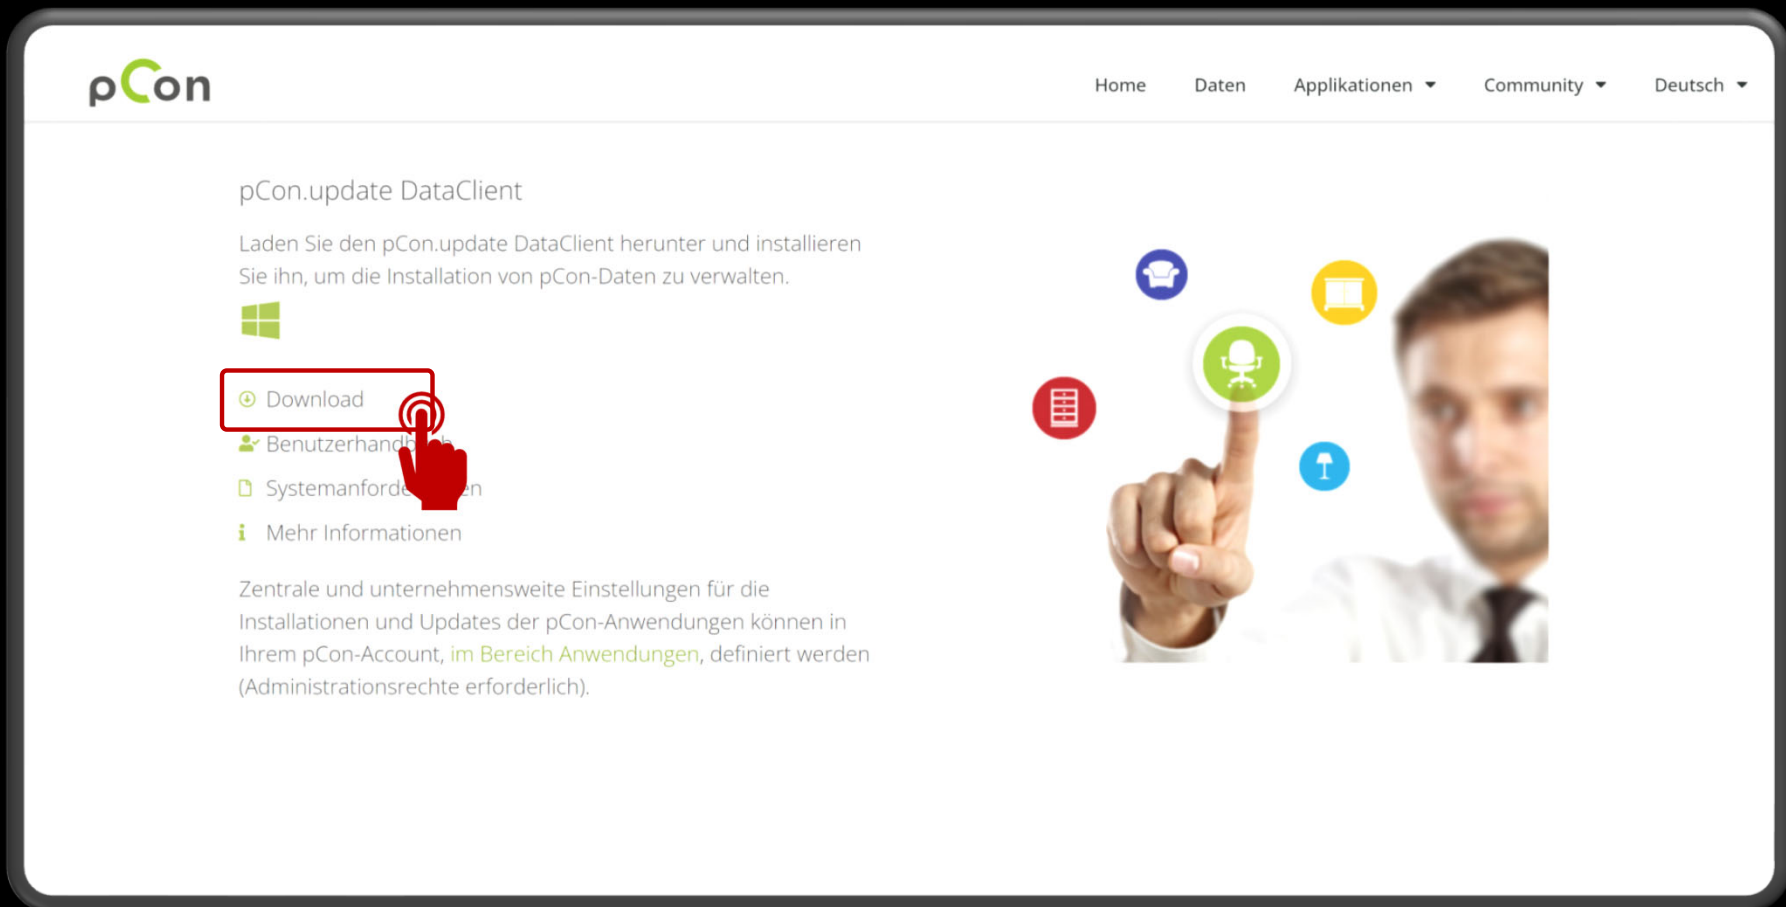 pCon
Home Daten Applikationen Community Deutsch
pCon.update DataClient
Laden Sie den pCon.update DataClient herunter und installieren
Sie ihn, um die Installation von pCon-Daten zu verwalten.
Download
Mehr Informationen
Zentrale und unternehmensweite Einstellungen für die
Installationen und Updates der pCon-Anwendungen können in
Ihrem pCon-Account, im Bereich Anwendungen, definiert werden
(Administrationsrechte erforderlich).